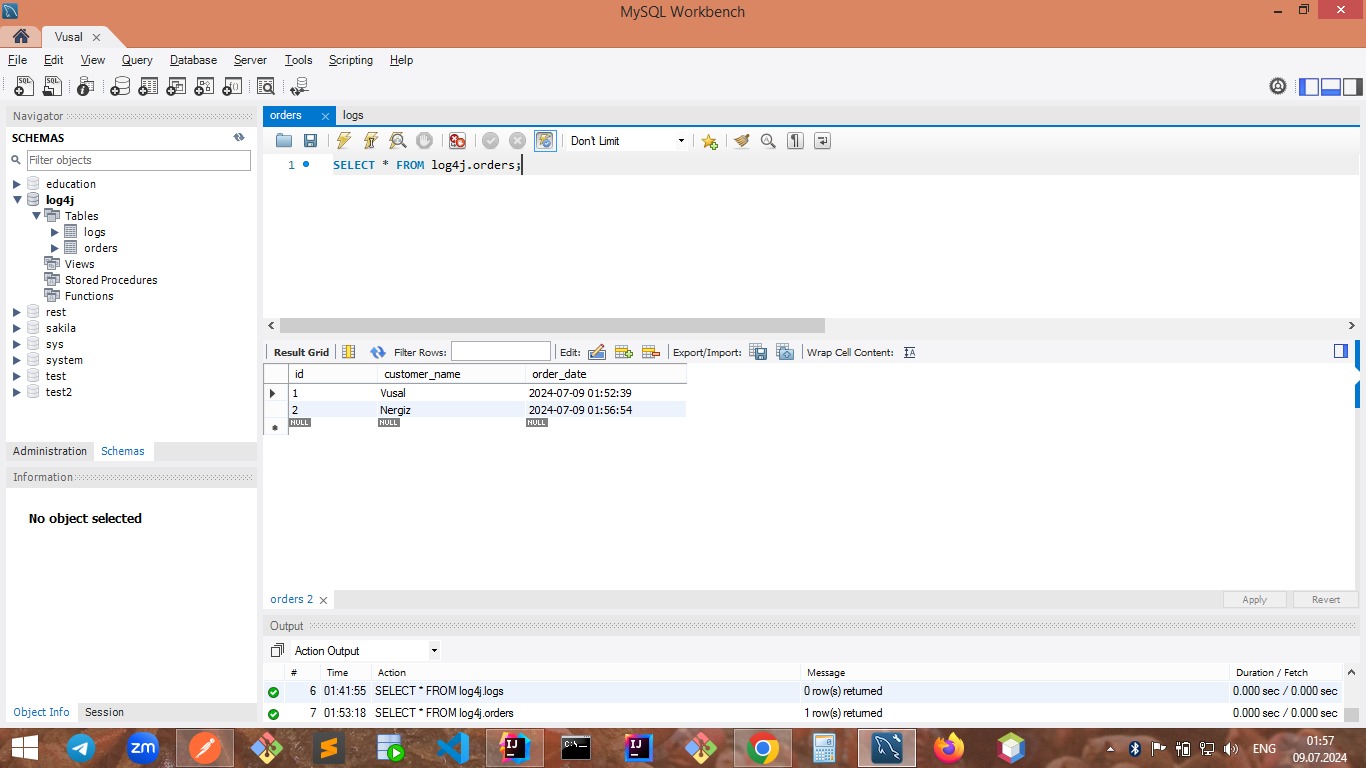 MySQL Workbench
Vusal
File Edit View Query Database Server Tools Scripting Help
Navigator
SCHEMAS
Filter objects
education
log4j
Tables
logs
orders
Views
Stored Procedures
Functions
rest
sakila
sys
system
test
test2
Administration Schemas
Information
No object selected
Object Info Session
orders logs
Don't Limit
1 SELECT * FROM log4j.orders;
Result Grid Filter Rows: Edit: Export/Import: Wrap Cell Content:
id customer_name order_date
1 Vusal 2024-07-09 01:52:39
2 Nergiz 2024-07-09 01:56:54
NULL NULL NULL
orders 2 Apply Revert
Output
Action Output
# Time Action Message Duration / Fetch
6 01:41:55 SELECT * FROM log4j.logs 0 row(s) returned 0.000 sec / 0.000 sec
7 01:53:18 SELECT * FROM log4j.orders 1 row(s) returned 0.000 sec / 0.000 sec
zm IJ C:\ IJ ENG 01:57
09.07.2024